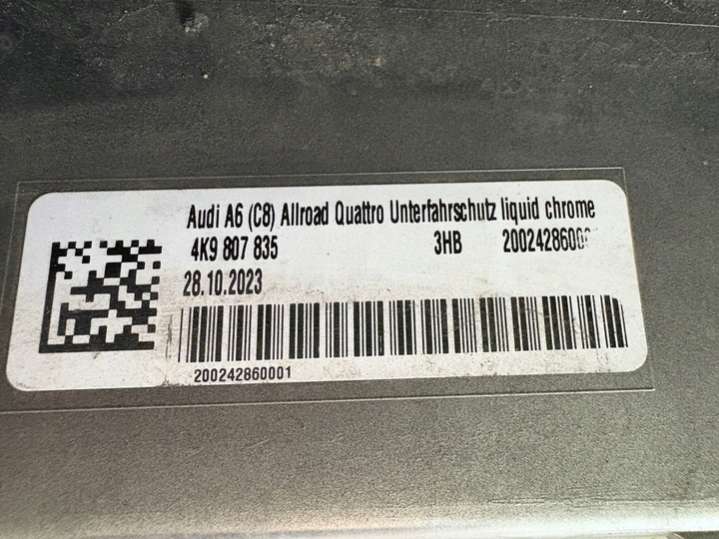 Audi A6 (C8) Allroad Quattro Unterfahrschutz liquid chrome
4K9 807 835 3HB
28.10.2023
200242860001